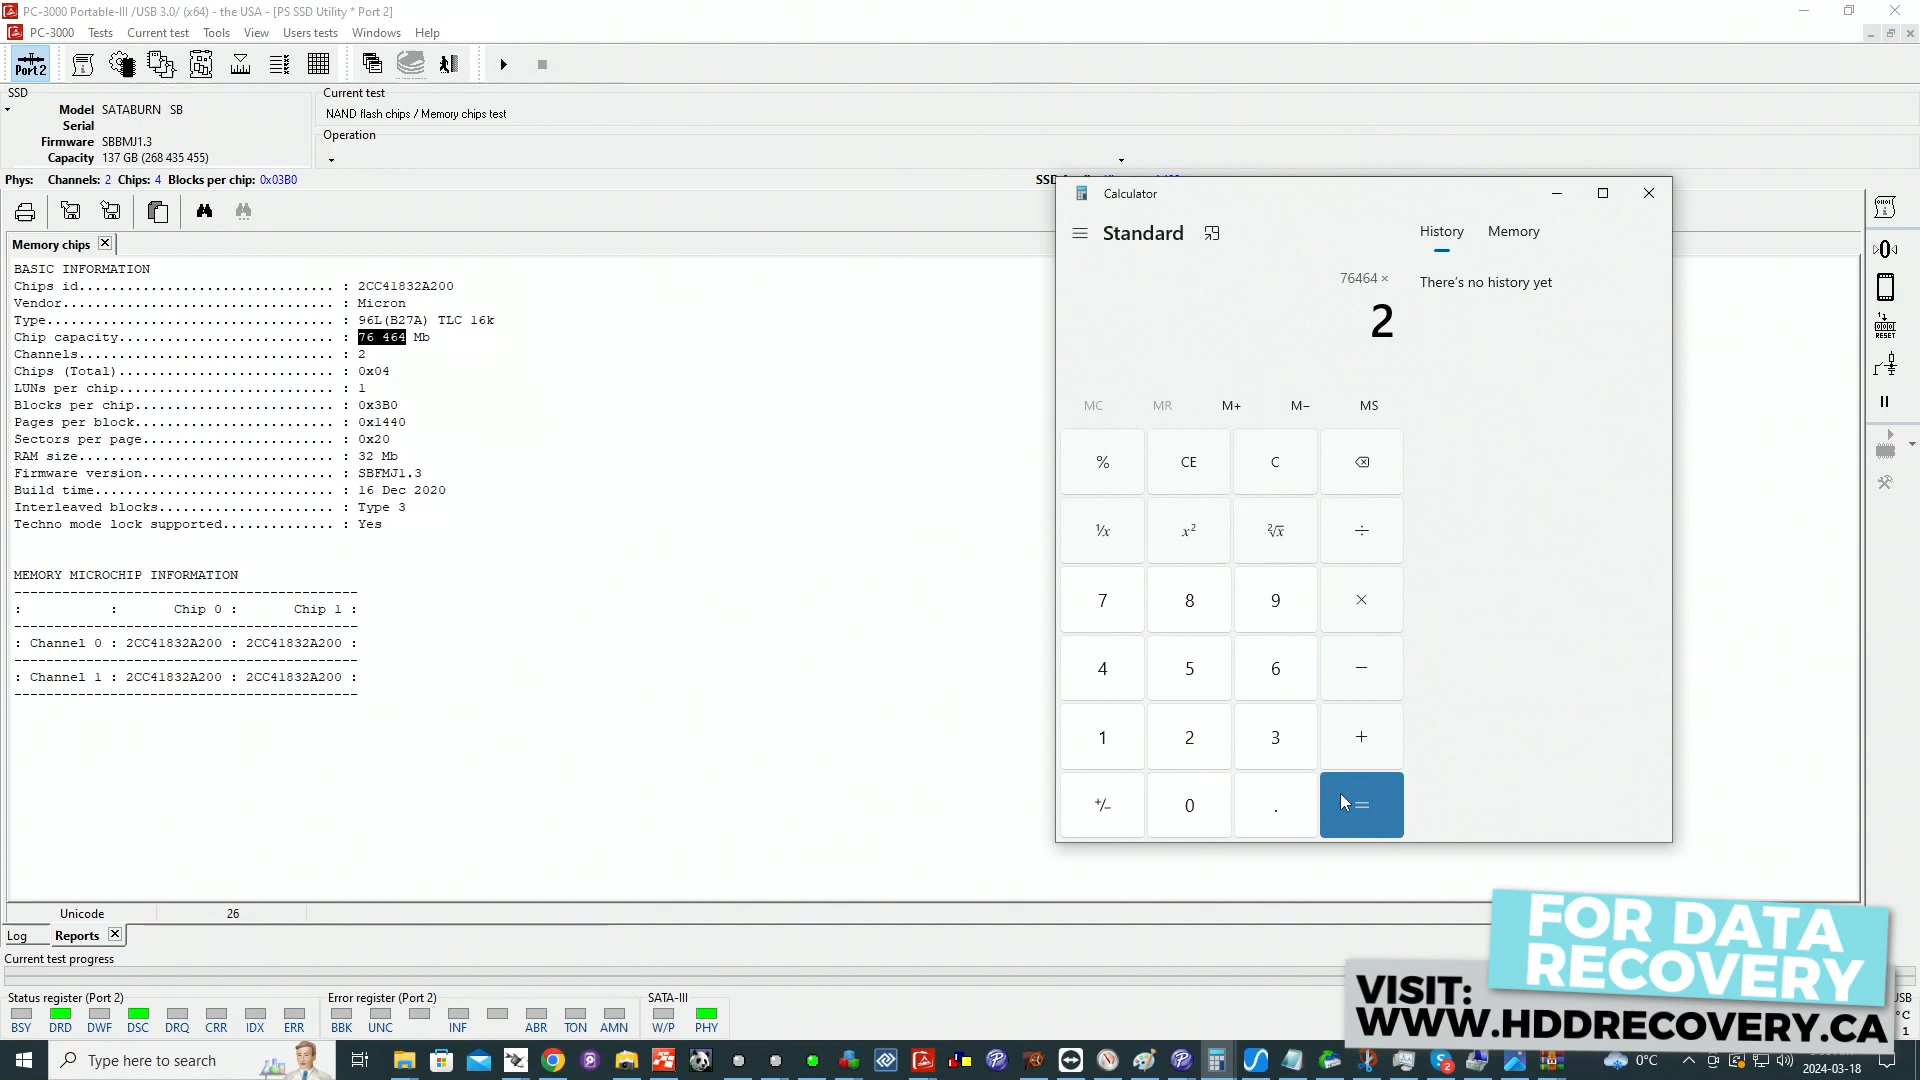 PC-3000 Portable-III /USB 3.0/ (x64) - the USA - [PS SSD Utility * Port 2]
PC-3000 Tests Current test Tools View Users tests Windows Help
Port2
SSD
Model SATABURN SB
Serial
Firmware SBBMJ1.3
Capacity 137 GB (268 435 455)
Current test
NAND flash chips / Memory chips test
Operation
Phys: Channels: 2 Chips: 4 Blocks per chip: 0x03B0
Memory chips
BASIC INFORMATION
Chips id................................ : 2CC41832A200
Vendor.................................. : Micron
Type.................................... : 96L(B27A) TLC 16k
Chip capacity........................... : 76 464 Mb
Channels................................ : 2
Chips (Total)........................... : 0x04
LUNs per chip........................... : 1
Blocks per chip......................... : 0x3B0
Pages per block......................... : 0x1440
Sectors per page........................ : 0x20
RAM size................................ : 32 Mb
Firmware version........................ : SBFMJ1.3
Build time.............................. : 16 Dec 2020
Interleaved blocks...................... : Type 3
Techno mode lock supported.............. : Yes
MEMORY MICROCHIP INFORMATION
: : Chip 0 : Chip 1 :
: Channel 0 : 2CC41832A200 : 2CC41832A200 :
: Channel 1 : 2CC41832A200 : 2CC41832A200 :
Unicode 26
Log Reports
Current test progress
Status register (Port 2)
BSY DRD DWF DSC DRQ CRR IDX ERR
Error register (Port 2)
BBK UNC INF ABR TON AMN
SATA-III
W/P PHY
Calculator
Standard
History Memory
There's no history yet
76464 ×
2
MC MR M+ M− MS
% CE C
¹/x x² ²√x ÷
7 8 9 ×
4 5 6 −
1 2 3 +
+/− 0 . =
RESET
FOR DATA
RECOVERY
VISIT:
WWW.HDDRECOVERY.CA
Type here to search
0°C
2024-03-18